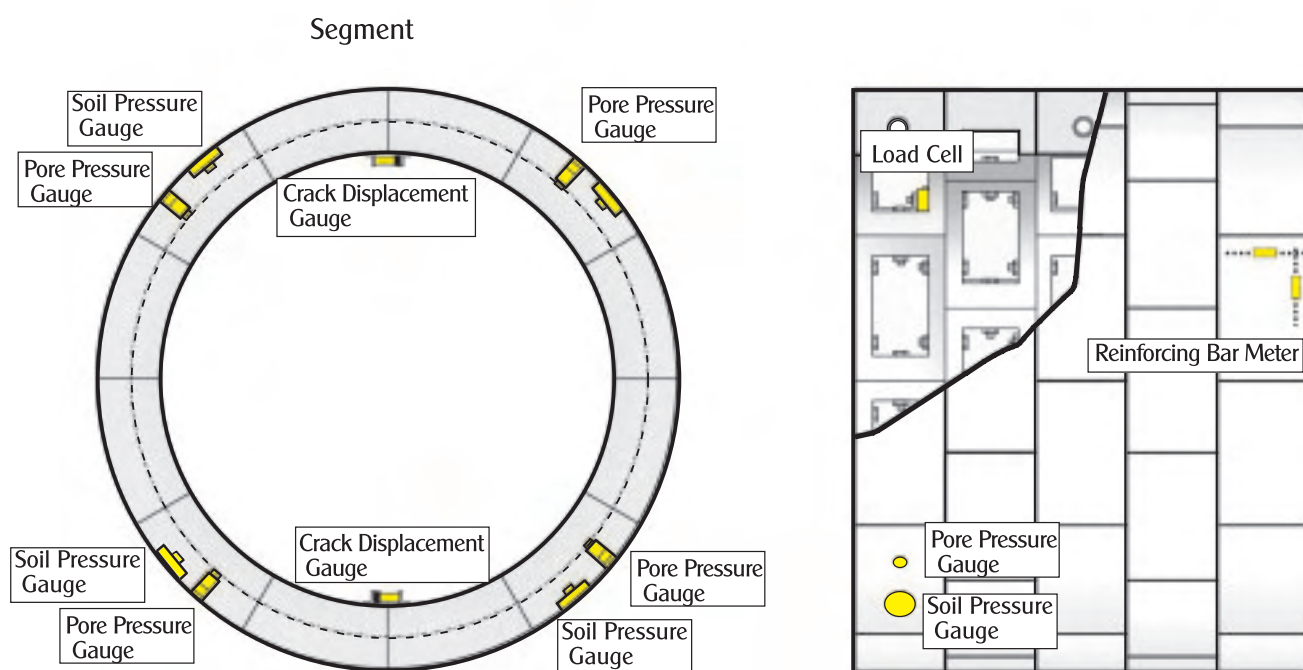 Segment
Soil Pressure
Gauge
Pore Pressure
Gauge
Pore Pressure
Gauge
Crack Displacement
Gauge
Soil Pressure
Gauge
Pore Pressure
Gauge
Crack Displacement
Gauge
Pore Pressure
Gauge
Soil Pressure
Gauge
Load Cell
Reinforcing Bar Meter
Pore Pressure
Gauge
Soil Pressure
Gauge